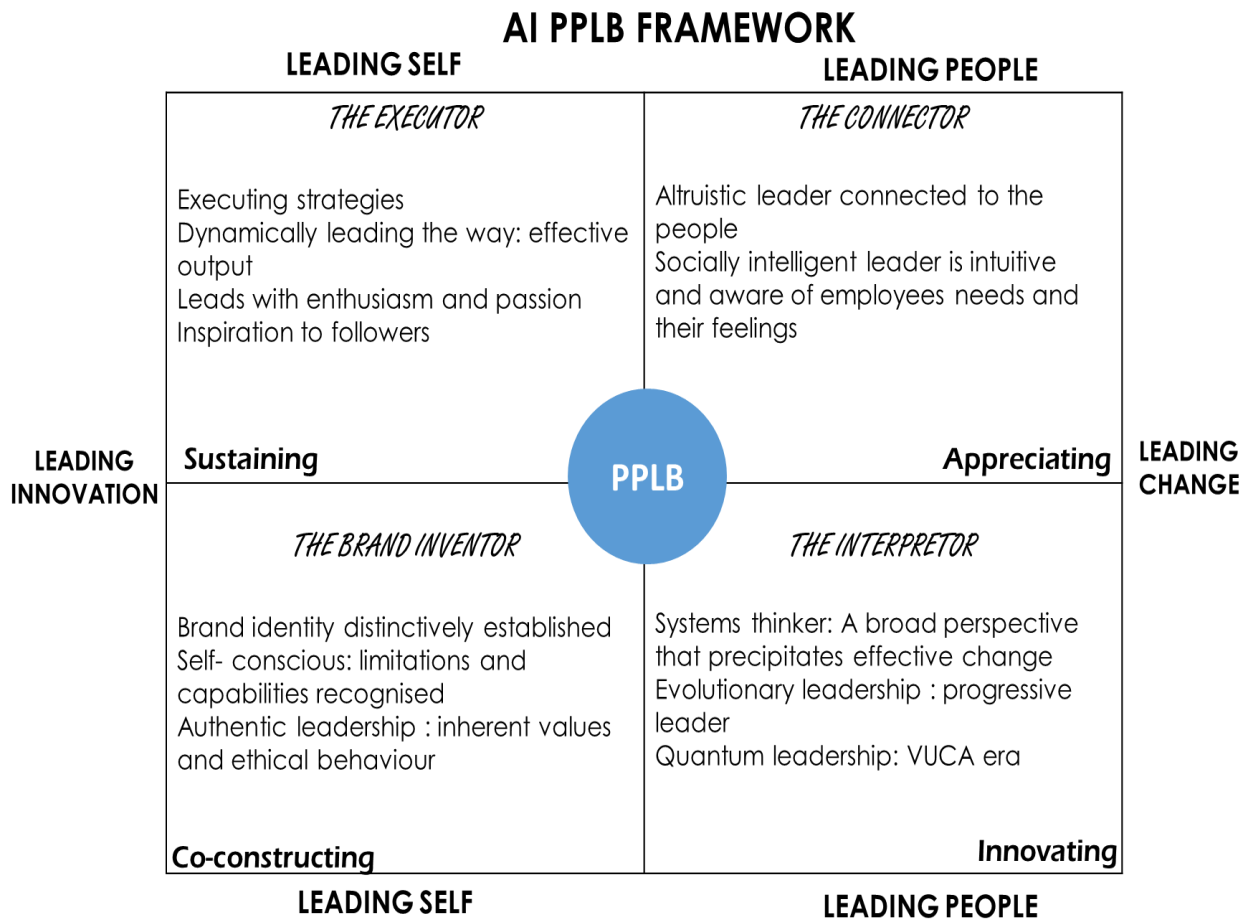 AI PPLB FRAMEWORK
LEADING SELF
LEADING PEOPLE
THE EXECUTOR
Executing strategies
Dynamically leading the way: effective
output
Leads with enthusiasm and passion
Inspiration to followers
Sustaining
THE CONNECTOR
Altruistic leader connected to the
people
Socially intelligent leader is intuitive
and aware of employees needs and
their feelings
Appreciating
LEADING
INNOVATION
PPLB
LEADING
CHANGE
THE BRAND INVENTOR
Brand identity distinctively established
Self- conscious: limitations and
capabilities recognised
Authentic leadership : inherent values
and ethical behaviour
Co-constructing
THE INTERPRETOR
Systems thinker: A broad perspective
that precipitates effective change
Evolutionary leadership : progressive
leader
Quantum leadership: VUCA era
Innovating
LEADING SELF
LEADING PEOPLE